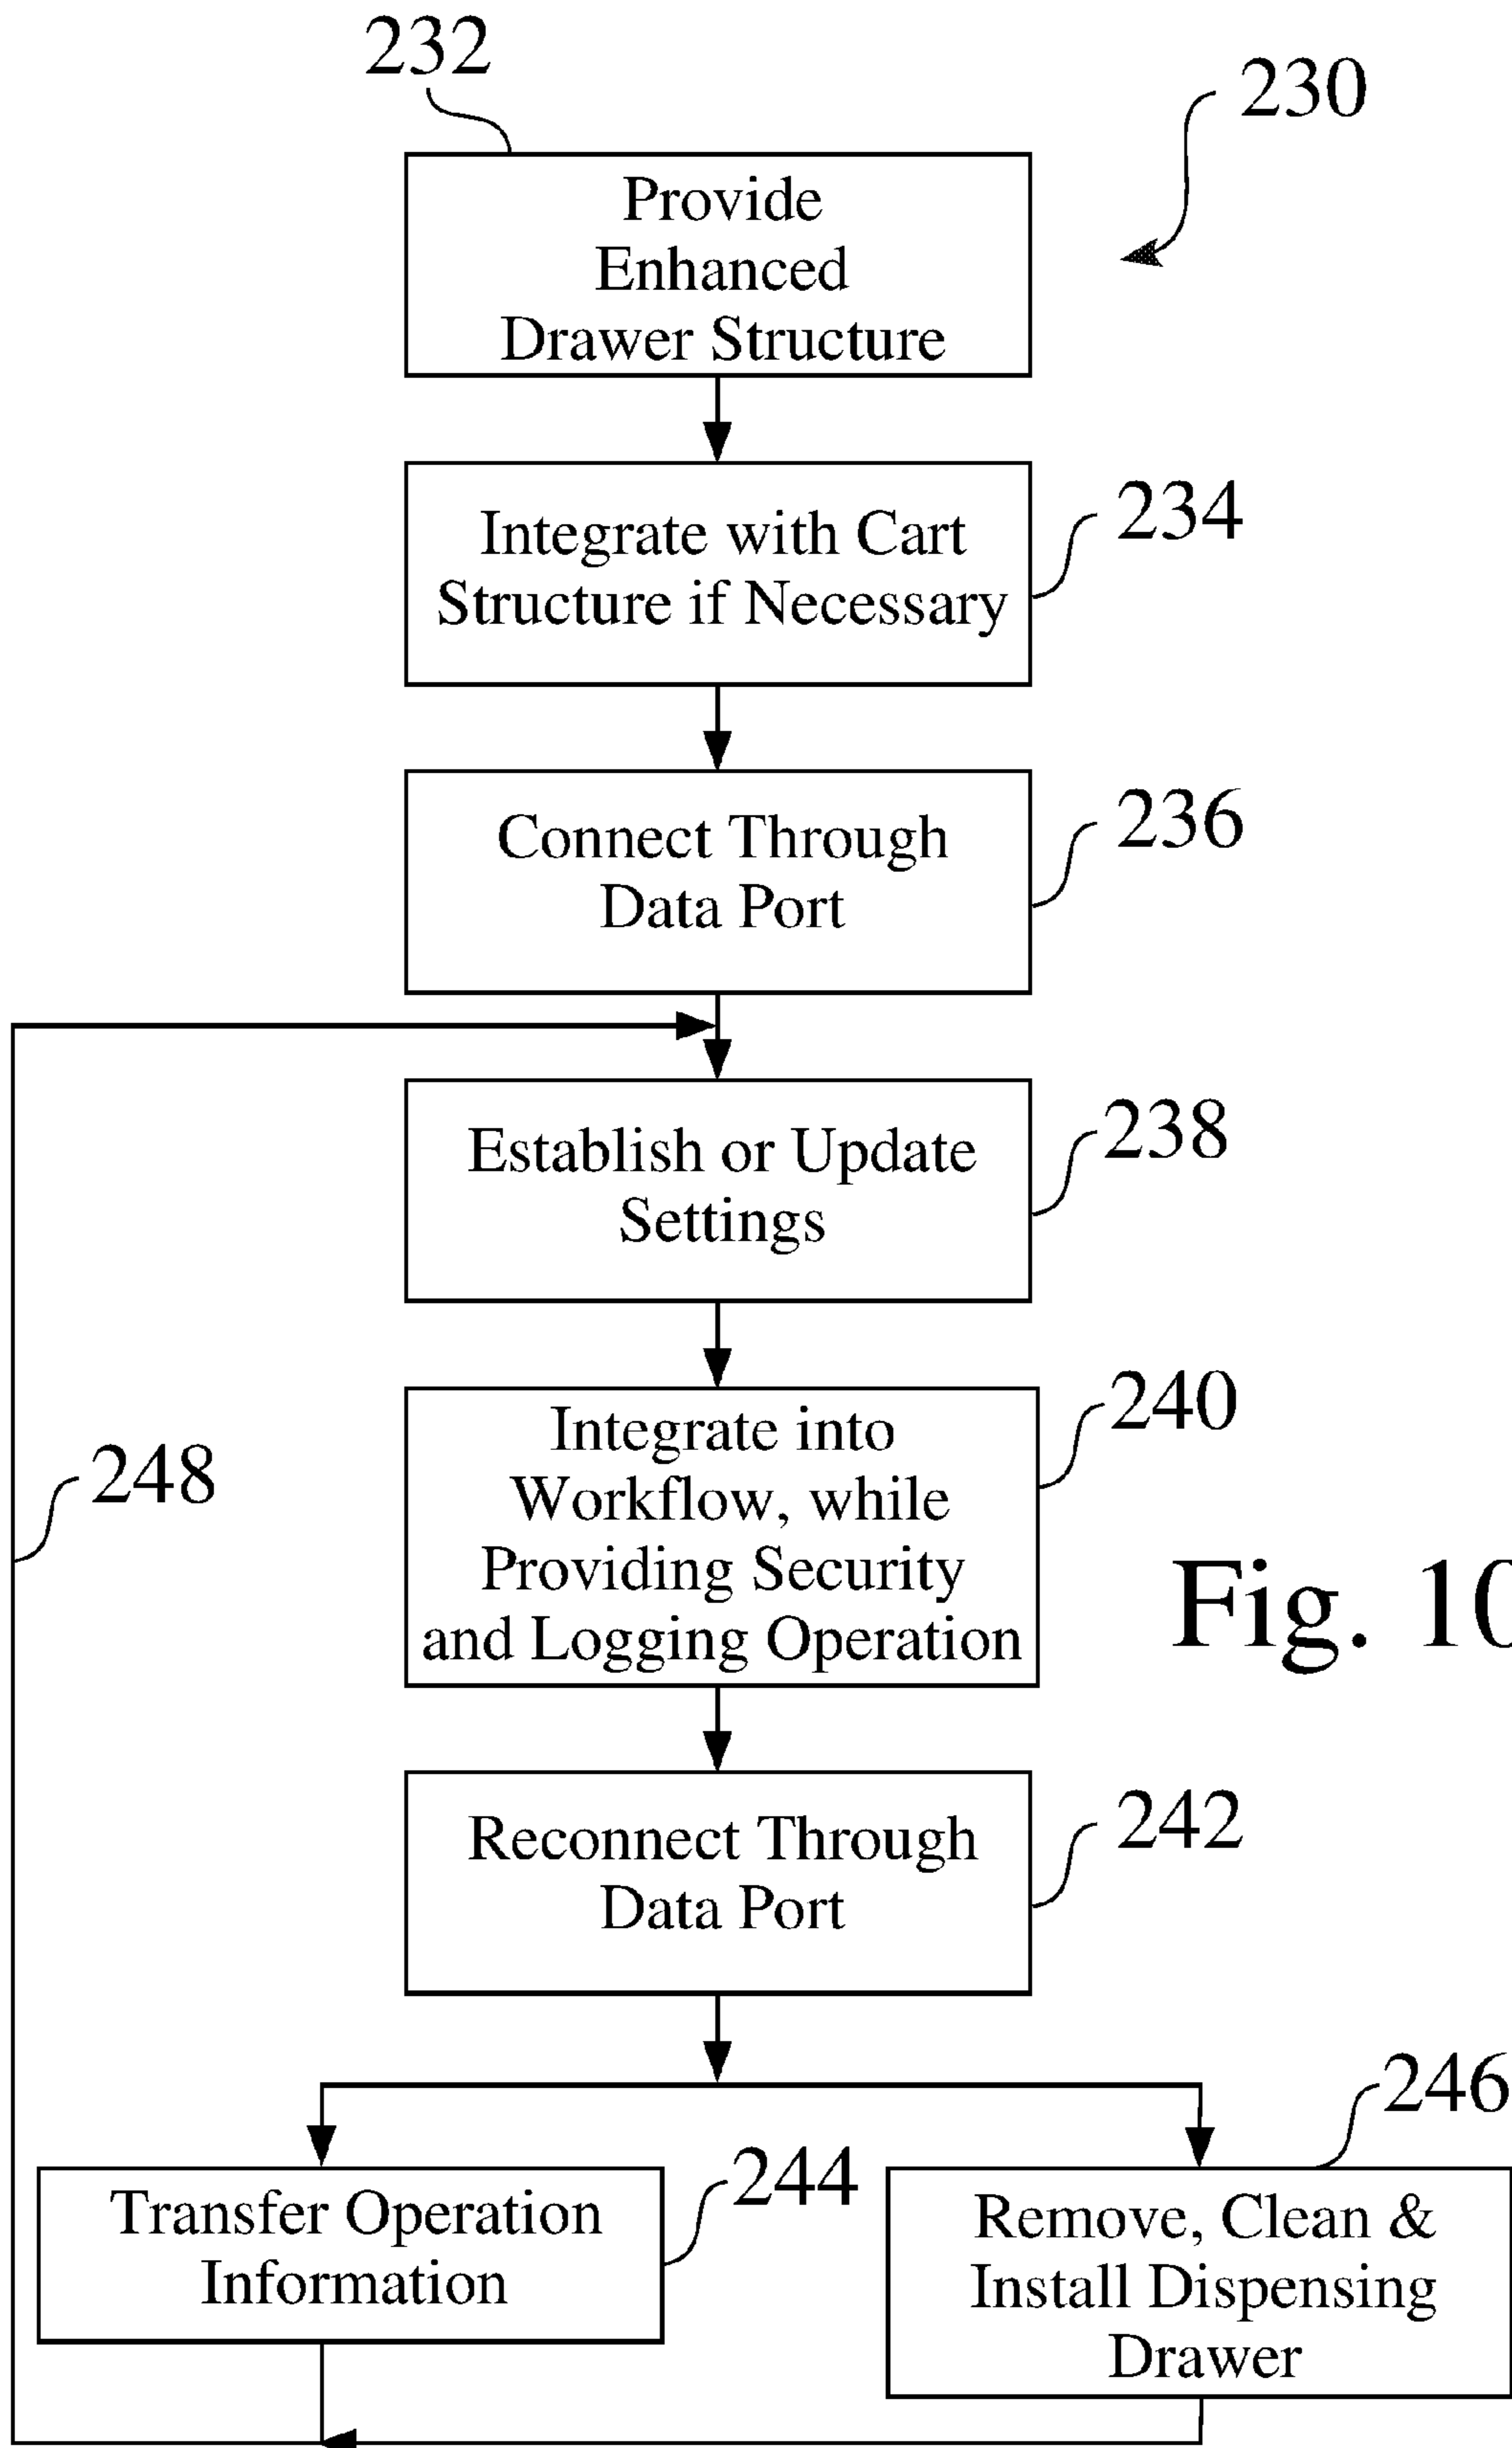 232
230
Provide
Enhanced
Drawer Structure
Integrate with Cart
Structure if Necessary
234
Connect Through
Data Port
236
Establish or Update
Settings
238
Integrate into
Workflow, while
Providing Security
and Logging Operation
240
248
Fig. 10
Reconnect Through
Data Port
242
246
244
Transfer Operation
Information
Remove, Clean &
Install Dispensing
Drawer